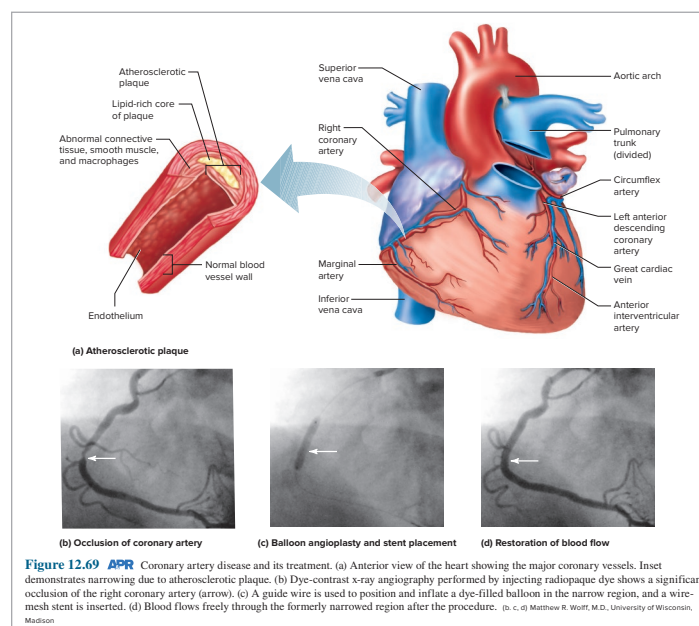 Atherosclerotic
plaque
Lipid-rich core
of plaque
Abnormal connective
tissue, smooth muscle,
and macrophages
Normal blood
vessel wall
Endothelium
Superior
vena cava
Right
coronary
artery
Marginal
artery
Inferior
vena cava
Aortic arch
Pulmonary
trunk
(divided)
Circumflex
artery
Left anterior
descending
coronary
artery
Great cardiac
vein
Anterior
interventricular
artery
(a) Atherosclerotic plaque
(b) Occlusion of coronary artery
(c) Balloon angioplasty and stent placement
(d) Restoration of blood flow
Figure 12.69 APR Coronary artery disease and its treatment. (a) Anterior view of the heart showing the major coronary vessels. Inset
demonstrates narrowing due to atherosclerotic plaque. (b) Dye-contrast x-ray angiography performed by injecting radiopaque dye shows a significan
occlusion of the right coronary artery (arrow). (c) A guide wire is used to position and inflate a dye-filled balloon in the narrow region, and a wire-
mesh stent is inserted. (d) Blood flows freely through the formerly narrowed region after the procedure. (b. c, d) Matthew R. Wolff, M.D., University of Wisconsin,
Madison